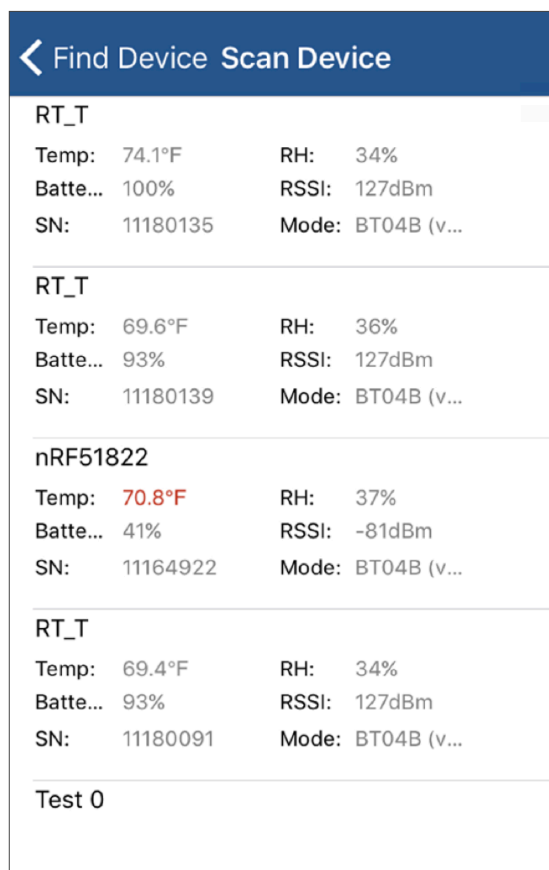 Find Device Scan Device
RT_T
Temp: 74.1°F RH: 34%
Batte... 100% RSSI: 127dBm
SN: 11180135 Mode: BT04B (v...
RT_T
Temp: 69.6°F RH: 36%
Batte... 93% RSSI: 127dBm
SN: 11180139 Mode: BT04B (v...
nRF51822
Temp: 70.8°F RH: 37%
Batte... 41% RSSI: -81dBm
SN: 11164922 Mode: BT04B (v...
RT_T
Temp: 69.4°F RH: 34%
Batte... 93% RSSI: 127dBm
SN: 11180091 Mode: BT04B (v...
Test 0